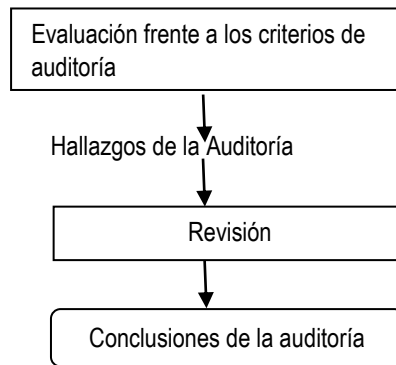 Evaluación frente a los criterios de
auditoría
Hallazgos de la Auditoría
Revisión
Conclusiones de la auditoría